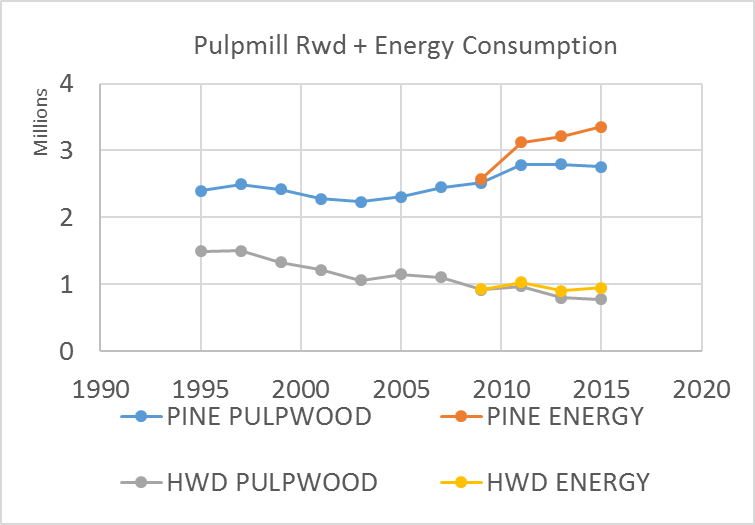 Pulpmill Rwd + Energy Consumption
Millions
4
3
2
1
0
1990 1995 2000 2005 2010 2015 2020
PINE PULPWOOD PINE ENERGY
HWD PULPWOOD HWD ENERGY